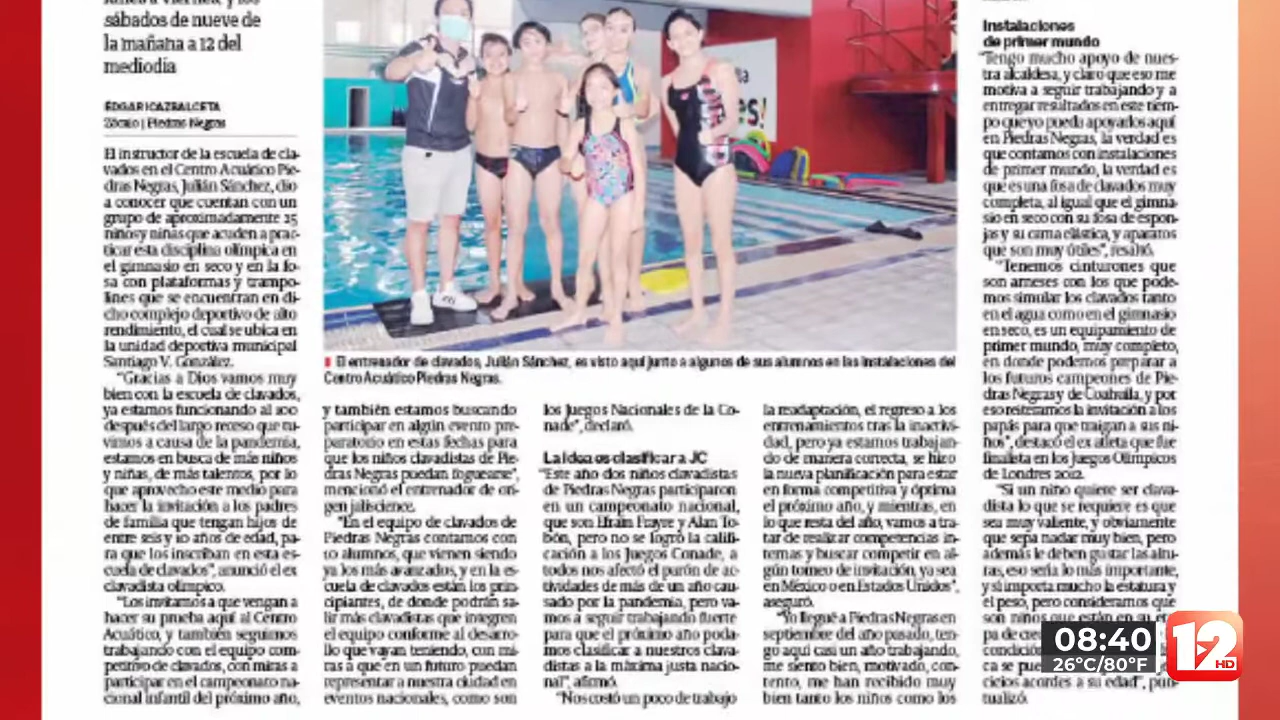 sábados de nueve de
la mañana a 12 del
mediodía
ÉDGAR ICAZBALCETA
Zócalo | Piedras Negras
El instructor de la escuela de cla-
vados en el Centro Acuático Pie-
dras Negras, Julián Sánchez, dio
a conocer que cuentan con un
grupo de aproximadamente 25
niños y niñas que acuden a prac-
ticar esta disciplina olímpica en
el gimnasio en seco y en la fo-
sa con plataformas y trampo-
lines que se encuentran en di-
cho complejo deportivo de alto
rendimiento, el cual se ubica en
la unidad deportiva municipal
Santiago V. González.
“Gracias a Dios vamos muy
bien con la escuela de clavados,
ya estamos funcionando al 100
después del largo receso que tu-
vimos a causa de la pandemia,
estamos en busca de más niños
y niñas, de más talentos, por lo
que aprovecho este medio para
hacer la invitación a los padres
de familia que tengan hijos de
entre seis y 10 años de edad, pa-
ra que los inscriban en esta es-
cuela de clavados”, anunció el ex
clavadista olímpico.
“Los invitamos a que vengan a
hacer su prueba aquí al Centro
Acuático, y también seguimos
trabajando con el equipo com-
petitivo de clavados, con miras a
participar en el campeonato na-
cional infantil del próximo año,
El entrenador de clavados, Julián Sánchez, es visto aquí junto a algunos de sus alumnos en las instalaciones del
Centro Acuático Piedras Negras.
y también estamos buscando
participar en algún evento pre-
paratorio en estas fechas para
que los niños clavadistas de Pie-
dras Negras puedan foguearse”,
mencionó el entrenador de ori-
gen jaliscience.
“En el equipo de clavados de
Piedras Negras contamos con
10 alumnos, que vienen siendo
ya los más avanzados, y en la es-
cuela de clavados están los prin-
cipiantes, de donde podrán sa-
lir más clavadistas que integren
el equipo conforme al desarro-
llo que vayan teniendo, con mi-
ras a que en un futuro puedan
representar a nuestra ciudad en
eventos nacionales, como son
los Juegos Nacionales de la Co-
nade”, declaró.
La idea es clasificar a JC
“Este año dos niños clavadistas
de Piedras Negras participaron
en un campeonato nacional,
que son Efraín Frayre y Alan To-
bón, pero no se logró la califi-
cación a los Juegos Conade, a
todos nos afectó el parón de ac-
tividades de más de un año cau-
sado por la pandemia, pero va-
mos a seguir trabajando fuerte
para que el próximo año poda-
mos clasificar a nuestros clava-
distas a la máxima justa nacio-
nal”, afirmó.
“Nos costó un poco de trabajo
la readaptación, el regreso a los
entrenamientos tras la inactivi-
dad, pero ya estamos trabajan-
do de manera correcta, se hizo
la nueva planificación para estar
en forma competitiva y óptima
el próximo año, y mientras, en
lo que resta del año, vamos a tra-
tar de realizar competencias in-
ternas y buscar competir en al-
gún torneo de invitación, ya sea
en México o en Estados Unidos”,
aseguró.
“Yo llegué a Piedras Negras en
septiembre del año pasado, ten-
go aquí casi un año trabajando,
me siento bien, motivado, con-
tento, me han recibido muy
bien tanto los niños como los
Instalaciones
de primer mundo
“Tengo mucho apoyo de nues-
tra alcaldesa, y claro que eso me
motiva a seguir trabajando y a
entregar resultados en este tiem-
po que yo pueda apoyarlos aquí
en Piedras Negras, la verdad es
que contamos con instalaciones
de primer mundo, la verdad es
que es una fosa de clavados muy
completa, al igual que el gimna-
sio en seco con su fosa de espon-
jas y su cama elástica, y aparatos
que son muy útiles”, resaltó.
“Tenemos cinturones que
son arneses con los que pode-
mos simular los clavados tanto
en el agua como en el gimnasio
en seco, es un equipamiento de
primer mundo, muy completo,
en donde podemos preparar a
los futuros campeones de Pie-
dras Negras y de Coahuila, y por
eso reiteramos la invitación a los
papás para que traigan a sus ni-
ños”, destacó el ex atleta que fue
finalista en los Juegos Olímpicos
de Londres 2012.
“Si un niño quiere ser clava-
dista lo que se requiere es que
sea muy valiente, y obviamente
que sepa nadar muy bien, pero
además le deben gustar las altu-
ras, eso sería lo más importante,
y sí importa mucho la estatura y
el peso, pero consideramos que
son niños que están en su
pa de
ca se
cicios acordes a su edad”, pun-
tualizó.
08:40
26°C/80°F
12
HD